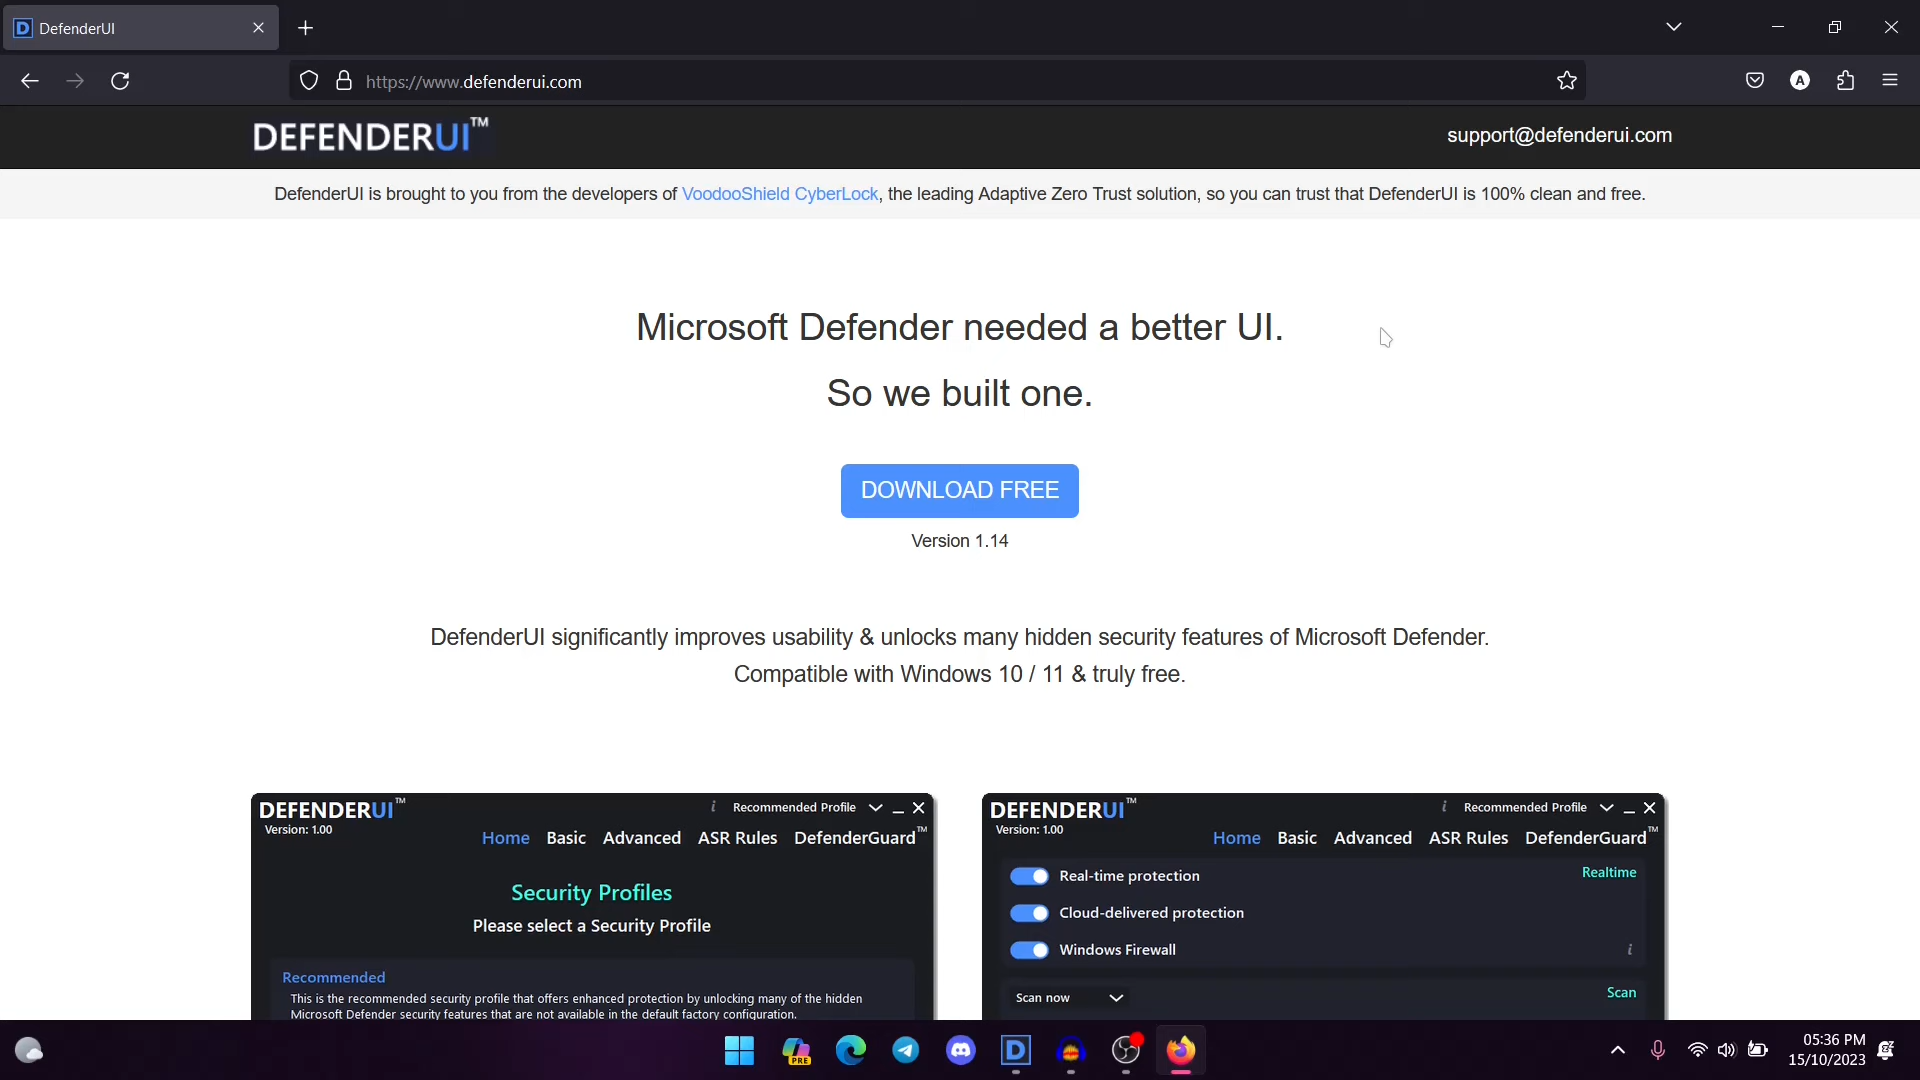 DefenderUI
https://www.defenderui.com
A
DEFENDERUI™
support@defenderui.com
DefenderUI is brought to you from the developers of VoodooShield CyberLock, the leading Adaptive Zero Trust solution, so you can trust that DefenderUI is 100% clean and free.
Microsoft Defender needed a better UI.
So we built one.
DOWNLOAD FREE
Version 1.14
DefenderUI significantly improves usability & unlocks many hidden security features of Microsoft Defender.
Compatible with Windows 10 / 11 & truly free.
DEFENDERUI™
i Recommended Profile
Version: 1.00
Home Basic Advanced ASR Rules DefenderGuard™
Security Profiles
Please select a Security Profile
Recommended
This is the recommended security profile that offers enhanced protection by unlocking many of the hidden
Microsoft Defender security features that are not available in the default factory configuration.
DEFENDERUI™
i Recommended Profile
Version: 1.00
Home Basic Advanced ASR Rules DefenderGuard™
Real-time protection
Realtime
Cloud-delivered protection
Windows Firewall
i
Scan now
Scan
PRE
D
05:36 PM
15/10/2023